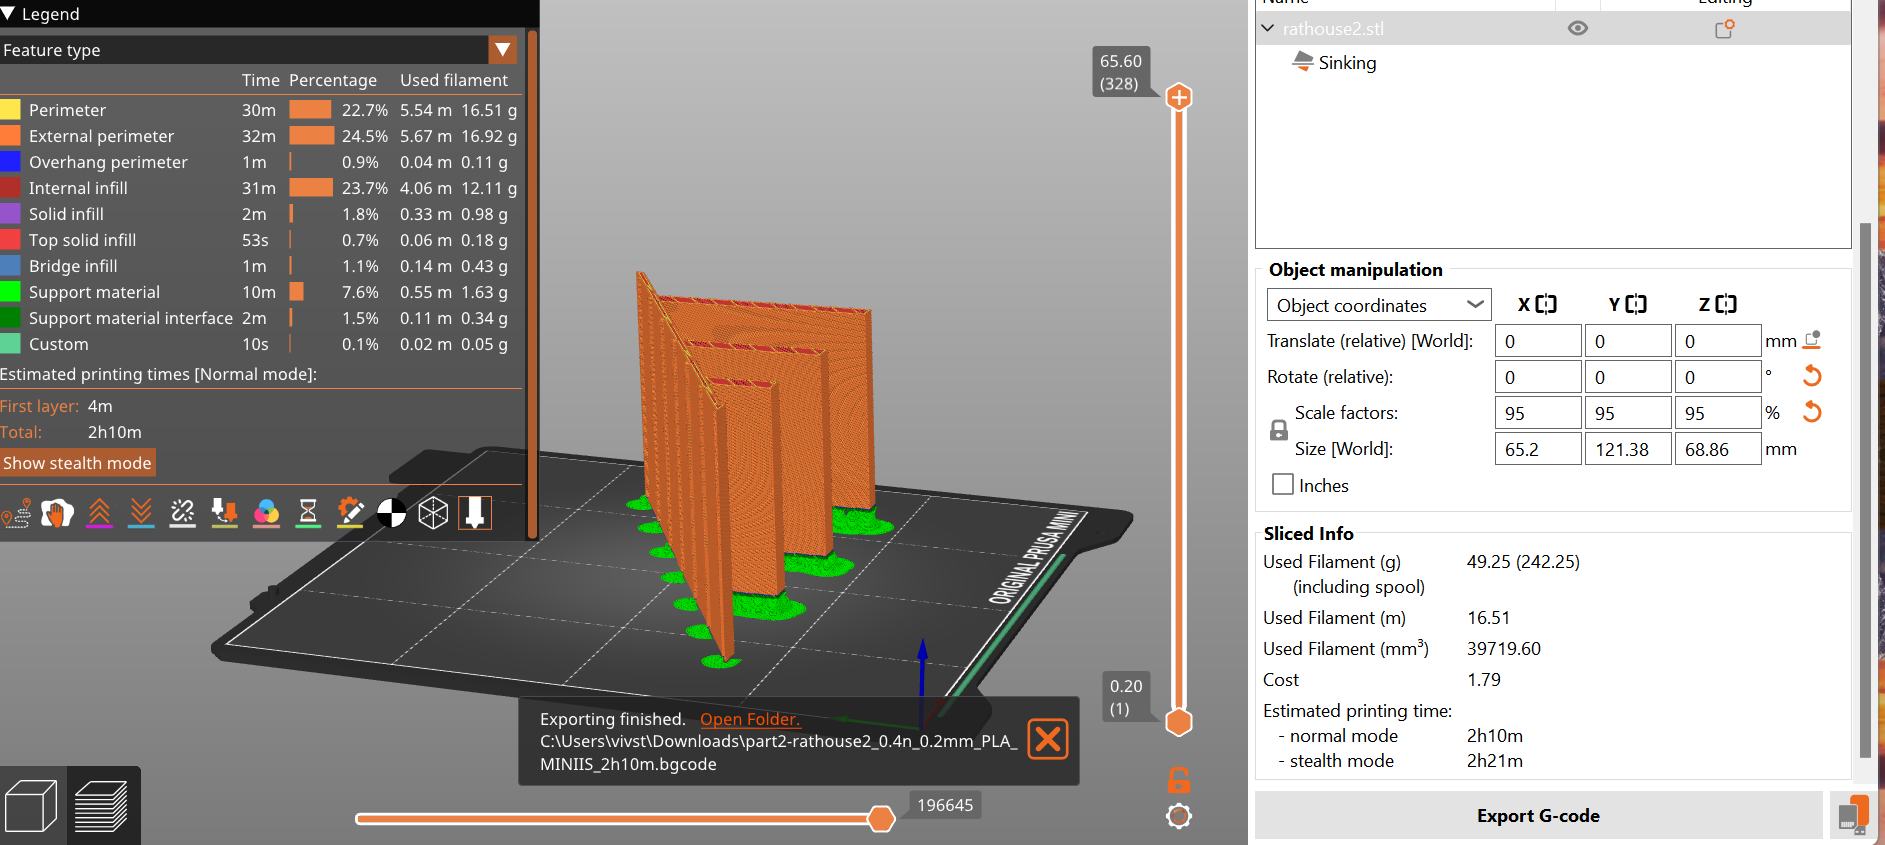 Legend
Feature type
Time Percentage Used filament
Perimeter 30m 22.7% 5.54 m 16.51 g
External perimeter 32m 24.5% 5.67 m 16.92 g
Overhang perimeter 1m 0.9% 0.04 m 0.11 g
Internal infill 31m 23.7% 4.06 m 12.11 g
Solid infill 2m 1.8% 0.33 m 0.98 g
Top solid infill 53s 0.7% 0.06 m 0.18 g
Bridge infill 1m 1.1% 0.14 m 0.43 g
Support material 10m 7.6% 0.55 m 1.63 g
Support material interface 2m 1.5% 0.11 m 0.34 g
Custom 10s 0.1% 0.02 m 0.05 g
Estimated printing times [Normal mode]:
First layer: 4m
Total: 2h10m
Show stealth mode
65.60
(328)
ORIGINAL PRUSA MINI
0.20
(1)
Exporting finished. Open Folder.
C:\Users\vivst\Downloads\part2-rathouse2_0.4n_0.2mm_PLA_
MINIIS_2h10m.bgcode
196645
Name Editing
rathouse2.stl
Sinking
Object manipulation
Object coordinates X Y Z
Translate (relative) [World]: 0 0 0 mm
Rotate (relative): 0 0 0 °
Scale factors: 95 95 95 %
Size [World]: 65.2 121.38 68.86 mm
Inches
Sliced Info
Used Filament (g) 49.25 (242.25)
(including spool)
Used Filament (m) 16.51
Used Filament (mm³) 39719.60
Cost 1.79
Estimated printing time:
- normal mode 2h10m
- stealth mode 2h21m
Export G-code